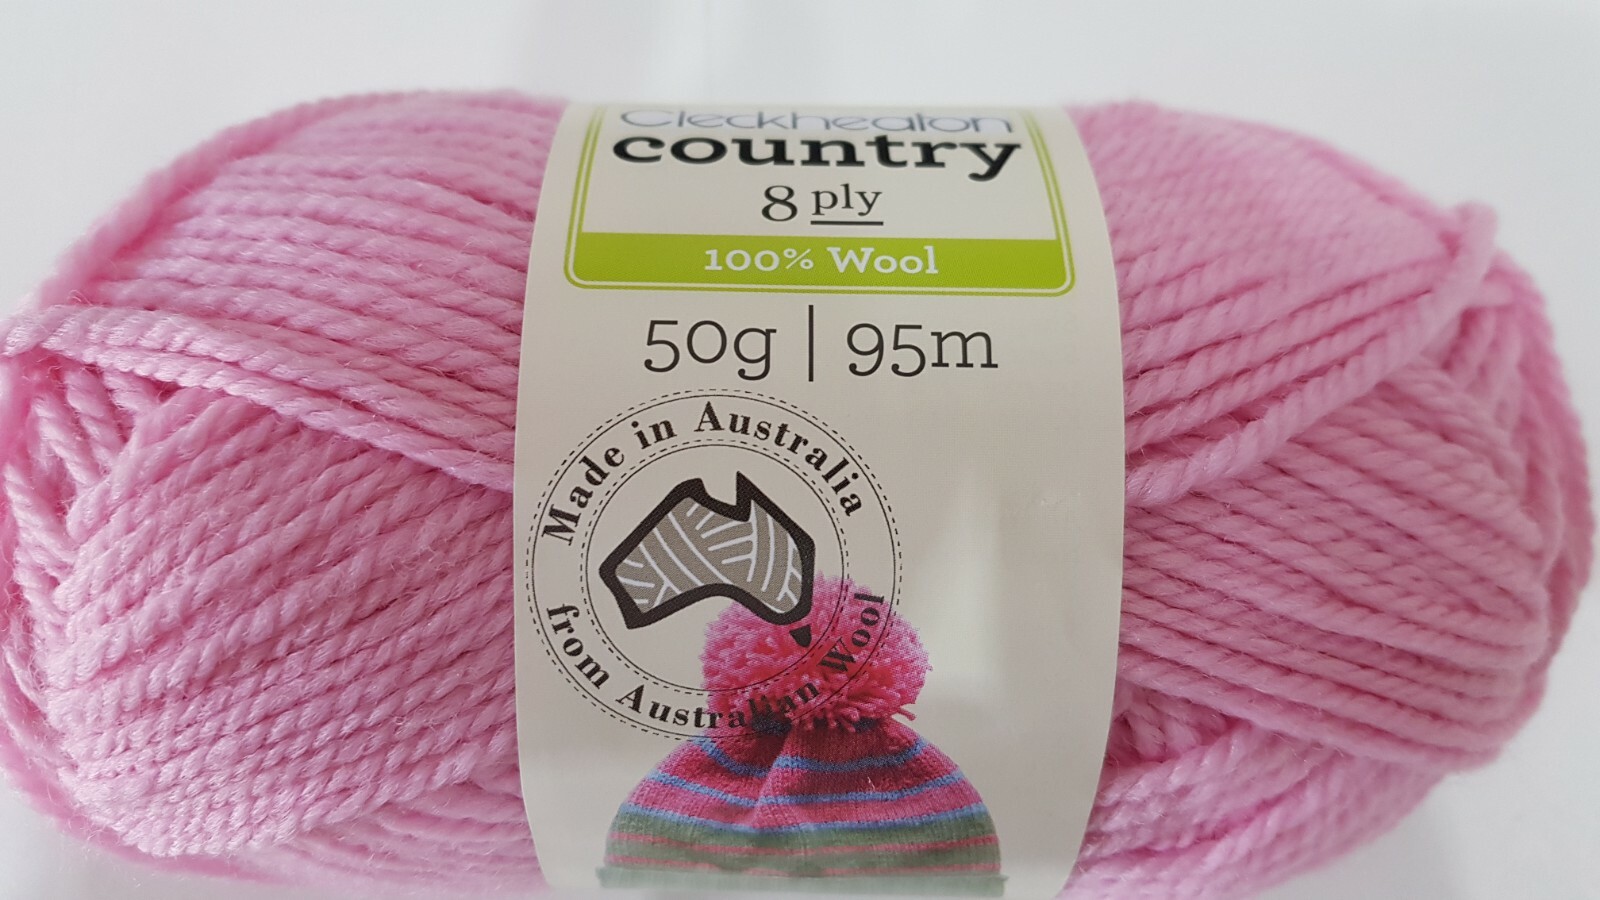 Cleckheaton
country
8 ply
100% Wool
50g | 95m
Made in Australia
from Australian Wool